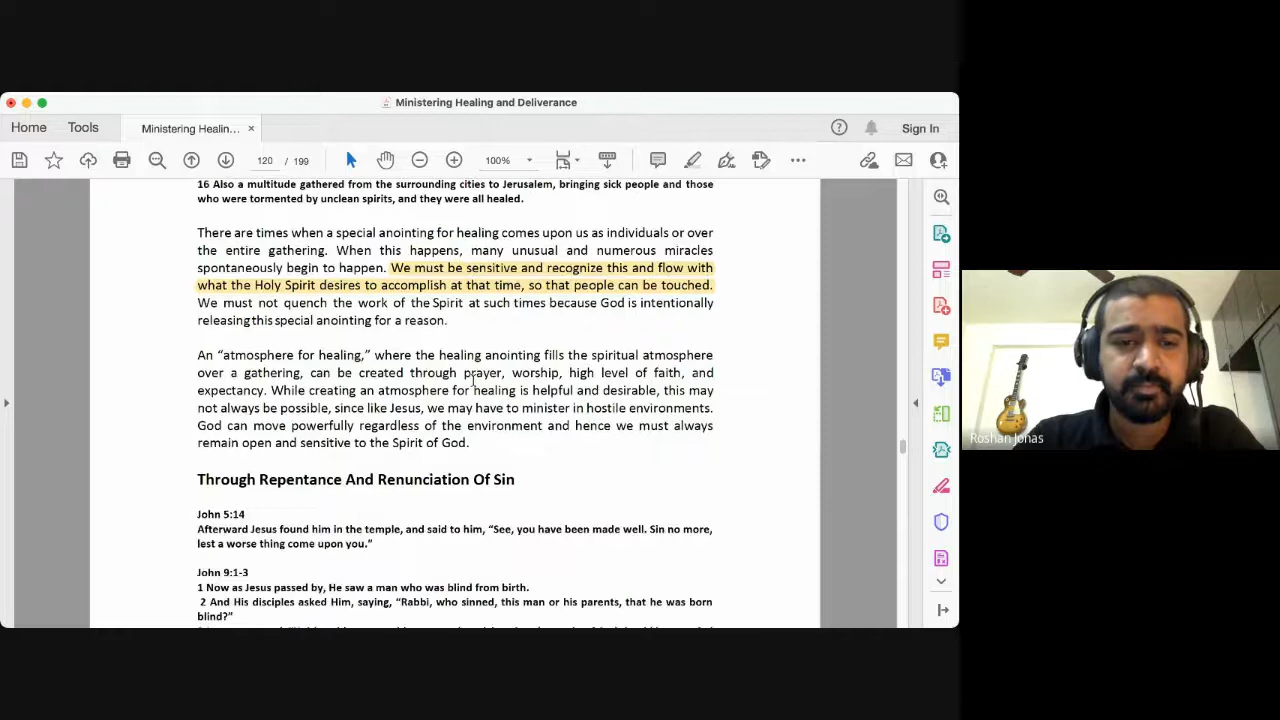 Ministering Healing and Deliverance
Home Tools Ministering Healin... × Sign In
120 / 199 100%
16 Also a multitude gathered from the surrounding cities to Jerusalem, bringing sick people and those
who were tormented by unclean spirits, and they were all healed.
There are times when a special anointing for healing comes upon us as individuals or over
the entire gathering. When this happens, many unusual and numerous miracles
spontaneously begin to happen. We must be sensitive and recognize this and flow with
what the Holy Spirit desires to accomplish at that time, so that people can be touched.
We must not quench the work of the Spirit at such times because God is intentionally
releasing this special anointing for a reason.
An “atmosphere for healing,” where the healing anointing fills the spiritual atmosphere
over a gathering, can be created through prayer, worship, high level of faith, and
expectancy. While creating an atmosphere for healing is helpful and desirable, this may
not always be possible, since like Jesus, we may have to minister in hostile environments.
God can move powerfully regardless of the environment and hence we must always
remain open and sensitive to the Spirit of God.
Through Repentance And Renunciation Of Sin
John 5:14
Afterward Jesus found him in the temple, and said to him, “See, you have been made well. Sin no more,
lest a worse thing come upon you.”
John 9:1-3
1 Now as Jesus passed by, He saw a man who was blind from birth.
2 And His disciples asked Him, saying, “Rabbi, who sinned, this man or his parents, that he was born
blind?”
Roshan Jonas